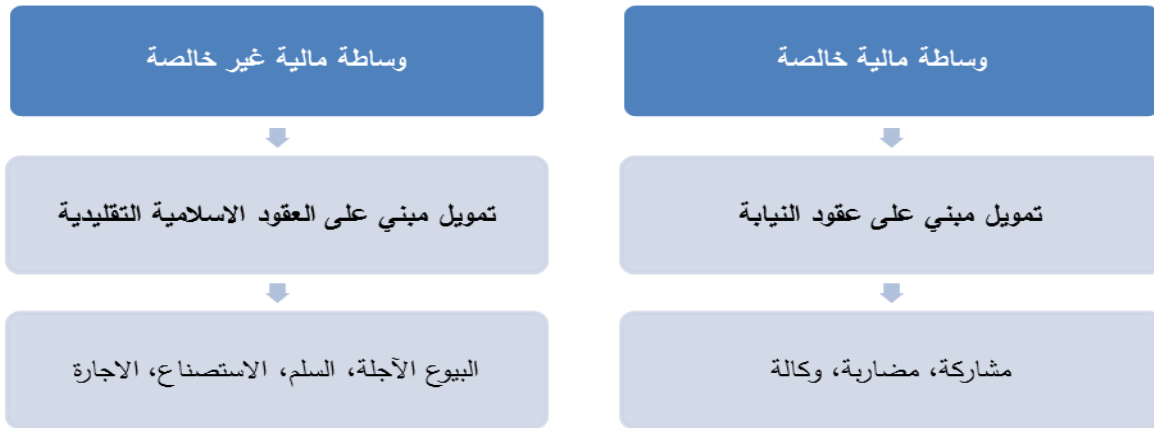 وساطة مالية خالصة
تمويل مبني على عقود النيابة
مشاركة، مضاربة، وكالة
وساطة مالية غير خالصة
تمويل مبني على العقود الاسلامية التقليدية
البيوع الآجلة، السلم، الاستصناع، الاجارة